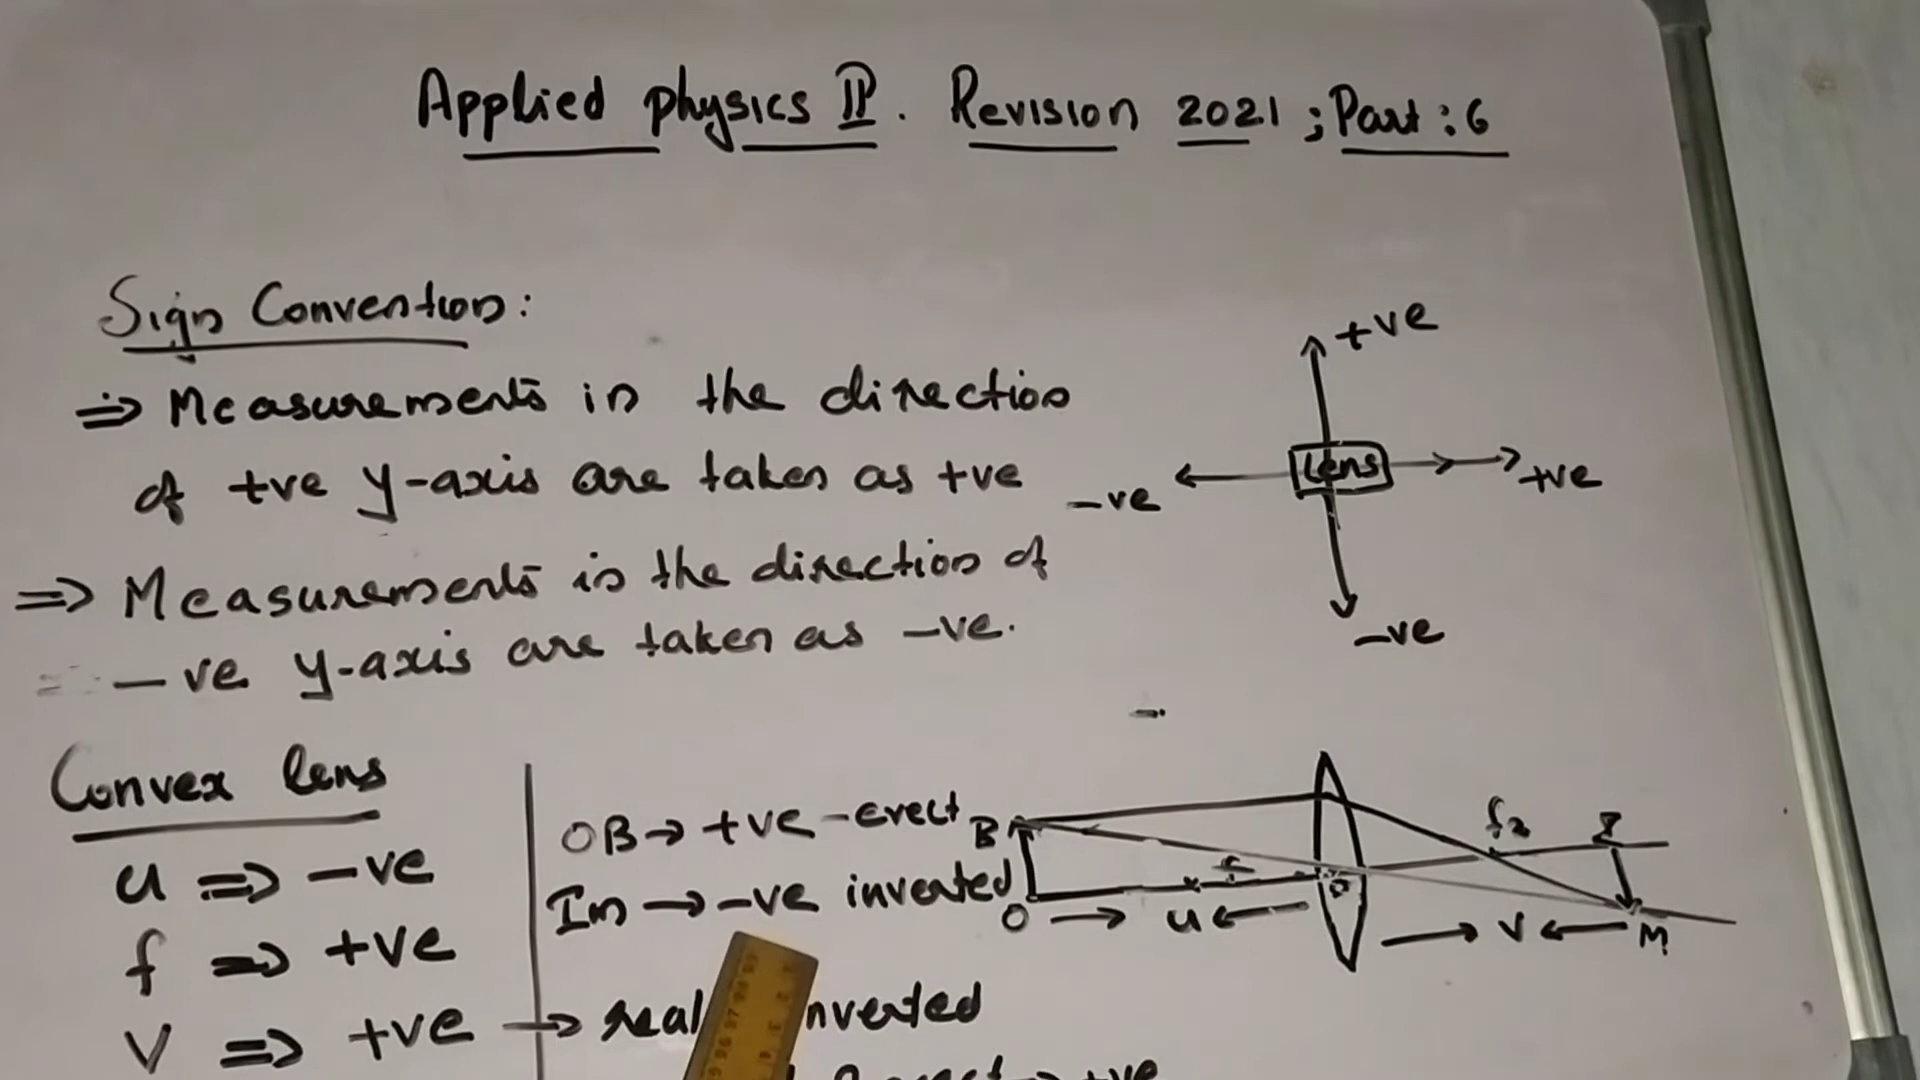 Applied physics II. Revision 2021 ; Part : 6
Sign Convention:
⇒ Measurements in the direction
of +ve y-axis are taken as +ve
⇒ Measurements in the direction of
-ve y-axis are taken as -ve.
+ve
-ve
Lens
+ve
-ve
Convex lens
u ⇒ -ve
f ⇒ +ve
V ⇒ +ve → real inverted
OB → +ve - erect
Im → -ve inverted
B
O
f
u
O
f2
I
V
M
+ve